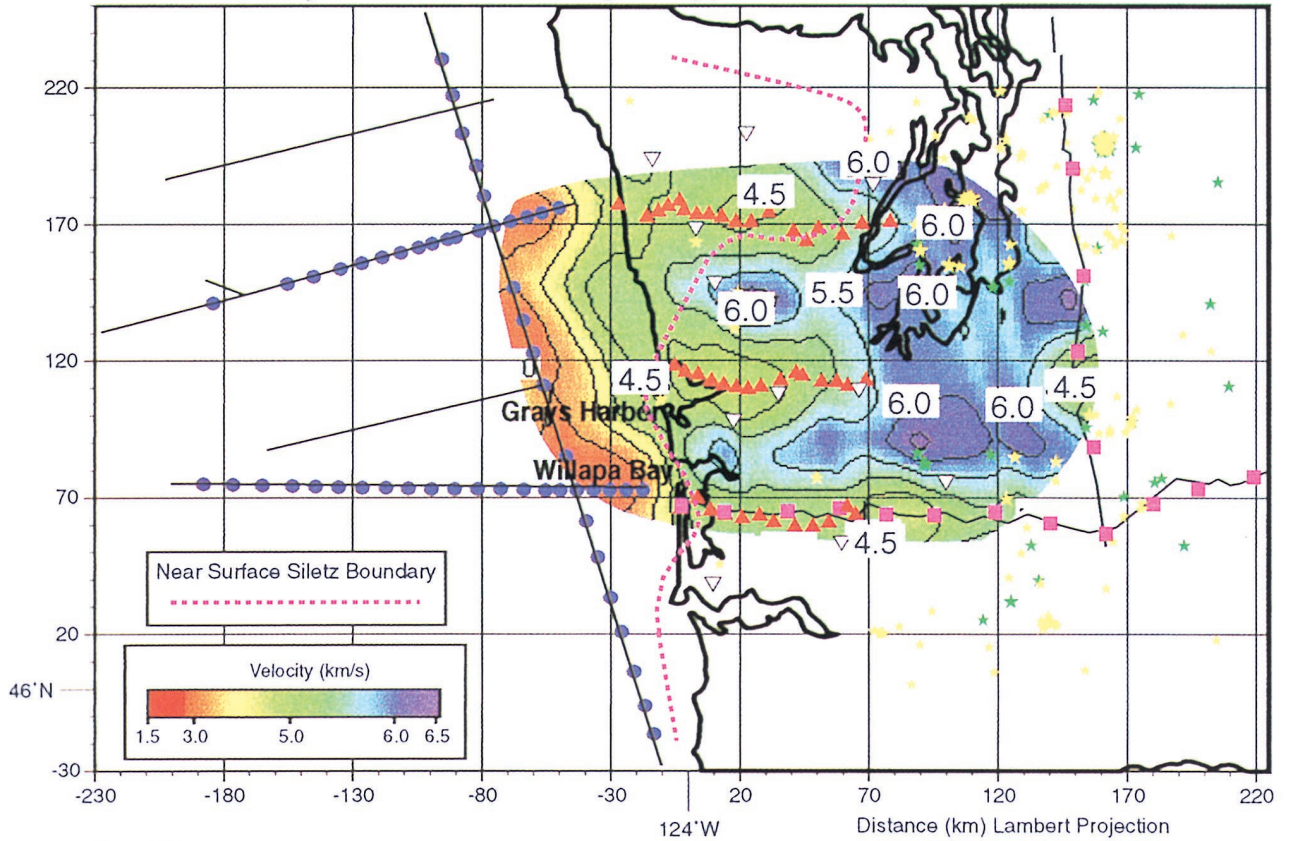 220
6.0
4.5
170
6.0
5.5
6.0
6.0
120
4.5
4.5
6.0
6.0
Grays Harbor
Willapa Bay
70
4.5
Near Surface Siletz Boundary
20
Velocity (km/s)
46°N
1.5 3.0 5.0 6.0 6.5
-30
-230 -180 -130 -80 -30 20 70 120 170 220
124°W
Distance (km) Lambert Projection